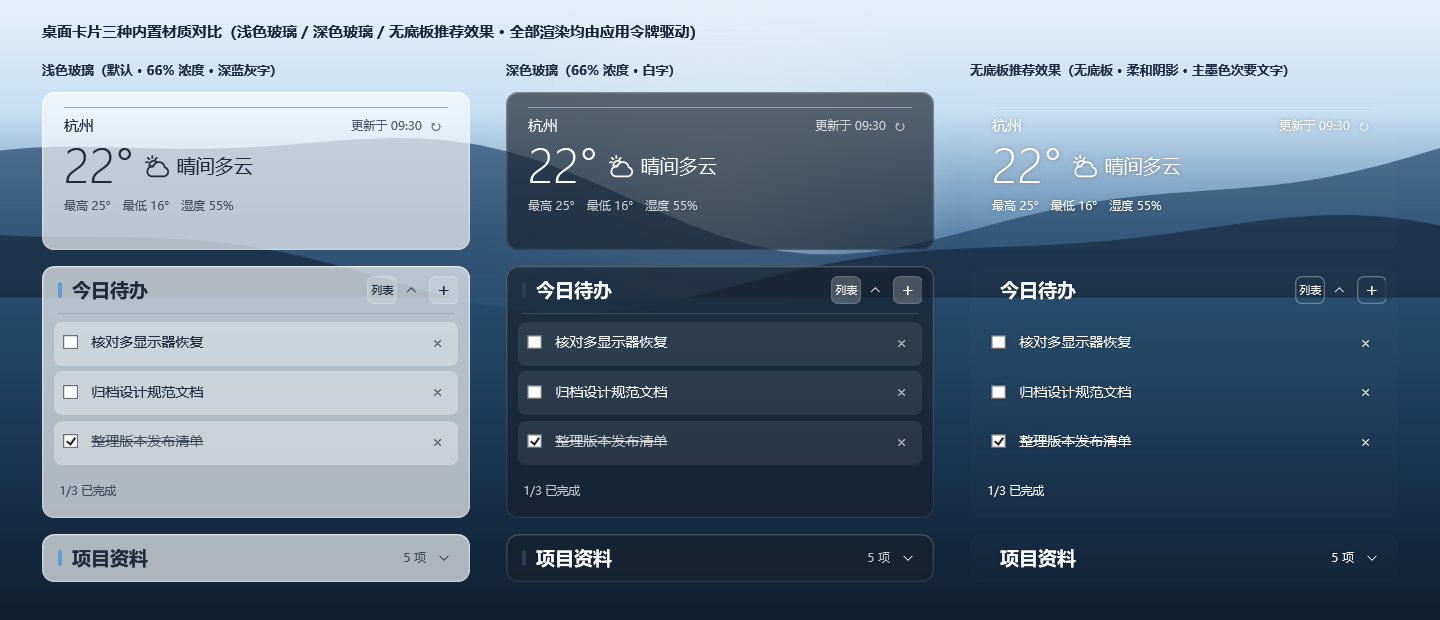 桌面卡片三种内置材质对比（浅色玻璃 / 深色玻璃 / 无底板推荐效果 • 全部渲染均由应用令牌驱动）
浅色玻璃（默认 • 66% 浓度 • 深蓝灰字）
杭州 更新于 09:30 ↻
22° 晴间多云
最高 25° 最低 16° 湿度 55%
今日待办 列表 +
核对多显示器恢复 ×
归档设计规范文档 ×
整理版本发布清单 ×
1/3 已完成
项目资料 5 项
深色玻璃（66% 浓度 • 白字）
杭州 更新于 09:30 ↻
22° 晴间多云
最高 25° 最低 16° 湿度 55%
今日待办 列表 +
核对多显示器恢复 ×
归档设计规范文档 ×
整理版本发布清单 ×
1/3 已完成
项目资料 5 项
无底板推荐效果（无底板 • 柔和阴影 • 主墨色次要文字）
杭州 更新于 09:30 ↻
22° 晴间多云
最高 25° 最低 16° 湿度 55%
今日待办 列表 +
核对多显示器恢复 ×
归档设计规范文档 ×
整理版本发布清单 ×
1/3 已完成
项目资料 5 项